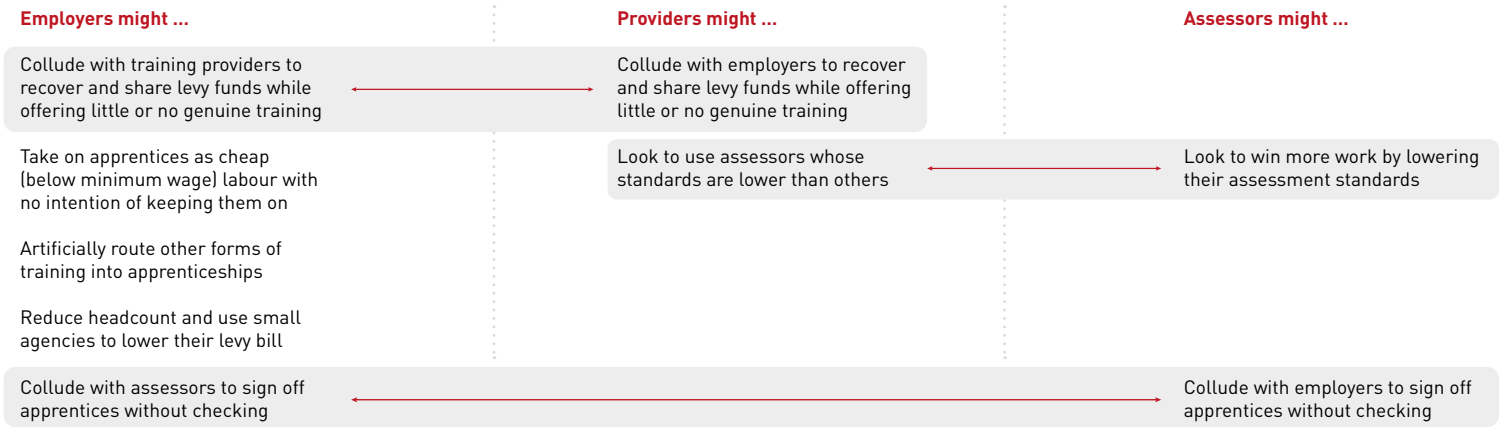 Employers might ...
Providers might ...
Assessors might ...
Collude with training providers to
recover and share levy funds while
offering little or no genuine training
Collude with employers to recover
and share levy funds while offering
little or no genuine training
Take on apprentices as cheap
(below minimum wage) labour with
no intention of keeping them on
Look to use assessors whose
standards are lower than others
Look to win more work by lowering
their assessment standards
Artificially route other forms of
training into apprenticeships
Reduce headcount and use small
agencies to lower their levy bill
Collude with assessors to sign off
apprentices without checking
Collude with employers to sign off
apprentices without checking